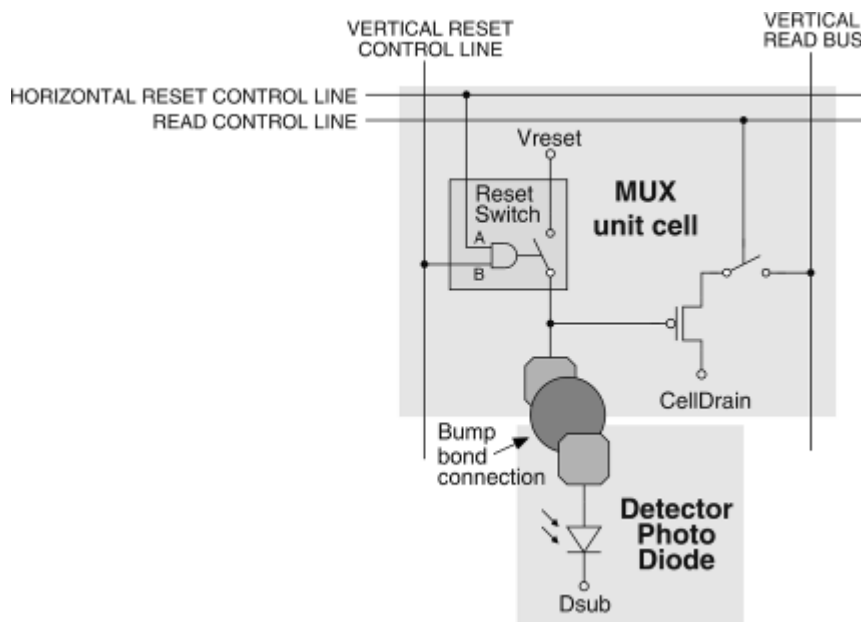 VERTICAL RESET
CONTROL LINE
VERTICAL
READ BUS
HORIZONTAL RESET CONTROL LINE
READ CONTROL LINE
Vreset
Reset
Switch
A
B
MUX
unit cell
CellDrain
Bump
bond
connection
Detector
Photo
Diode
Dsub